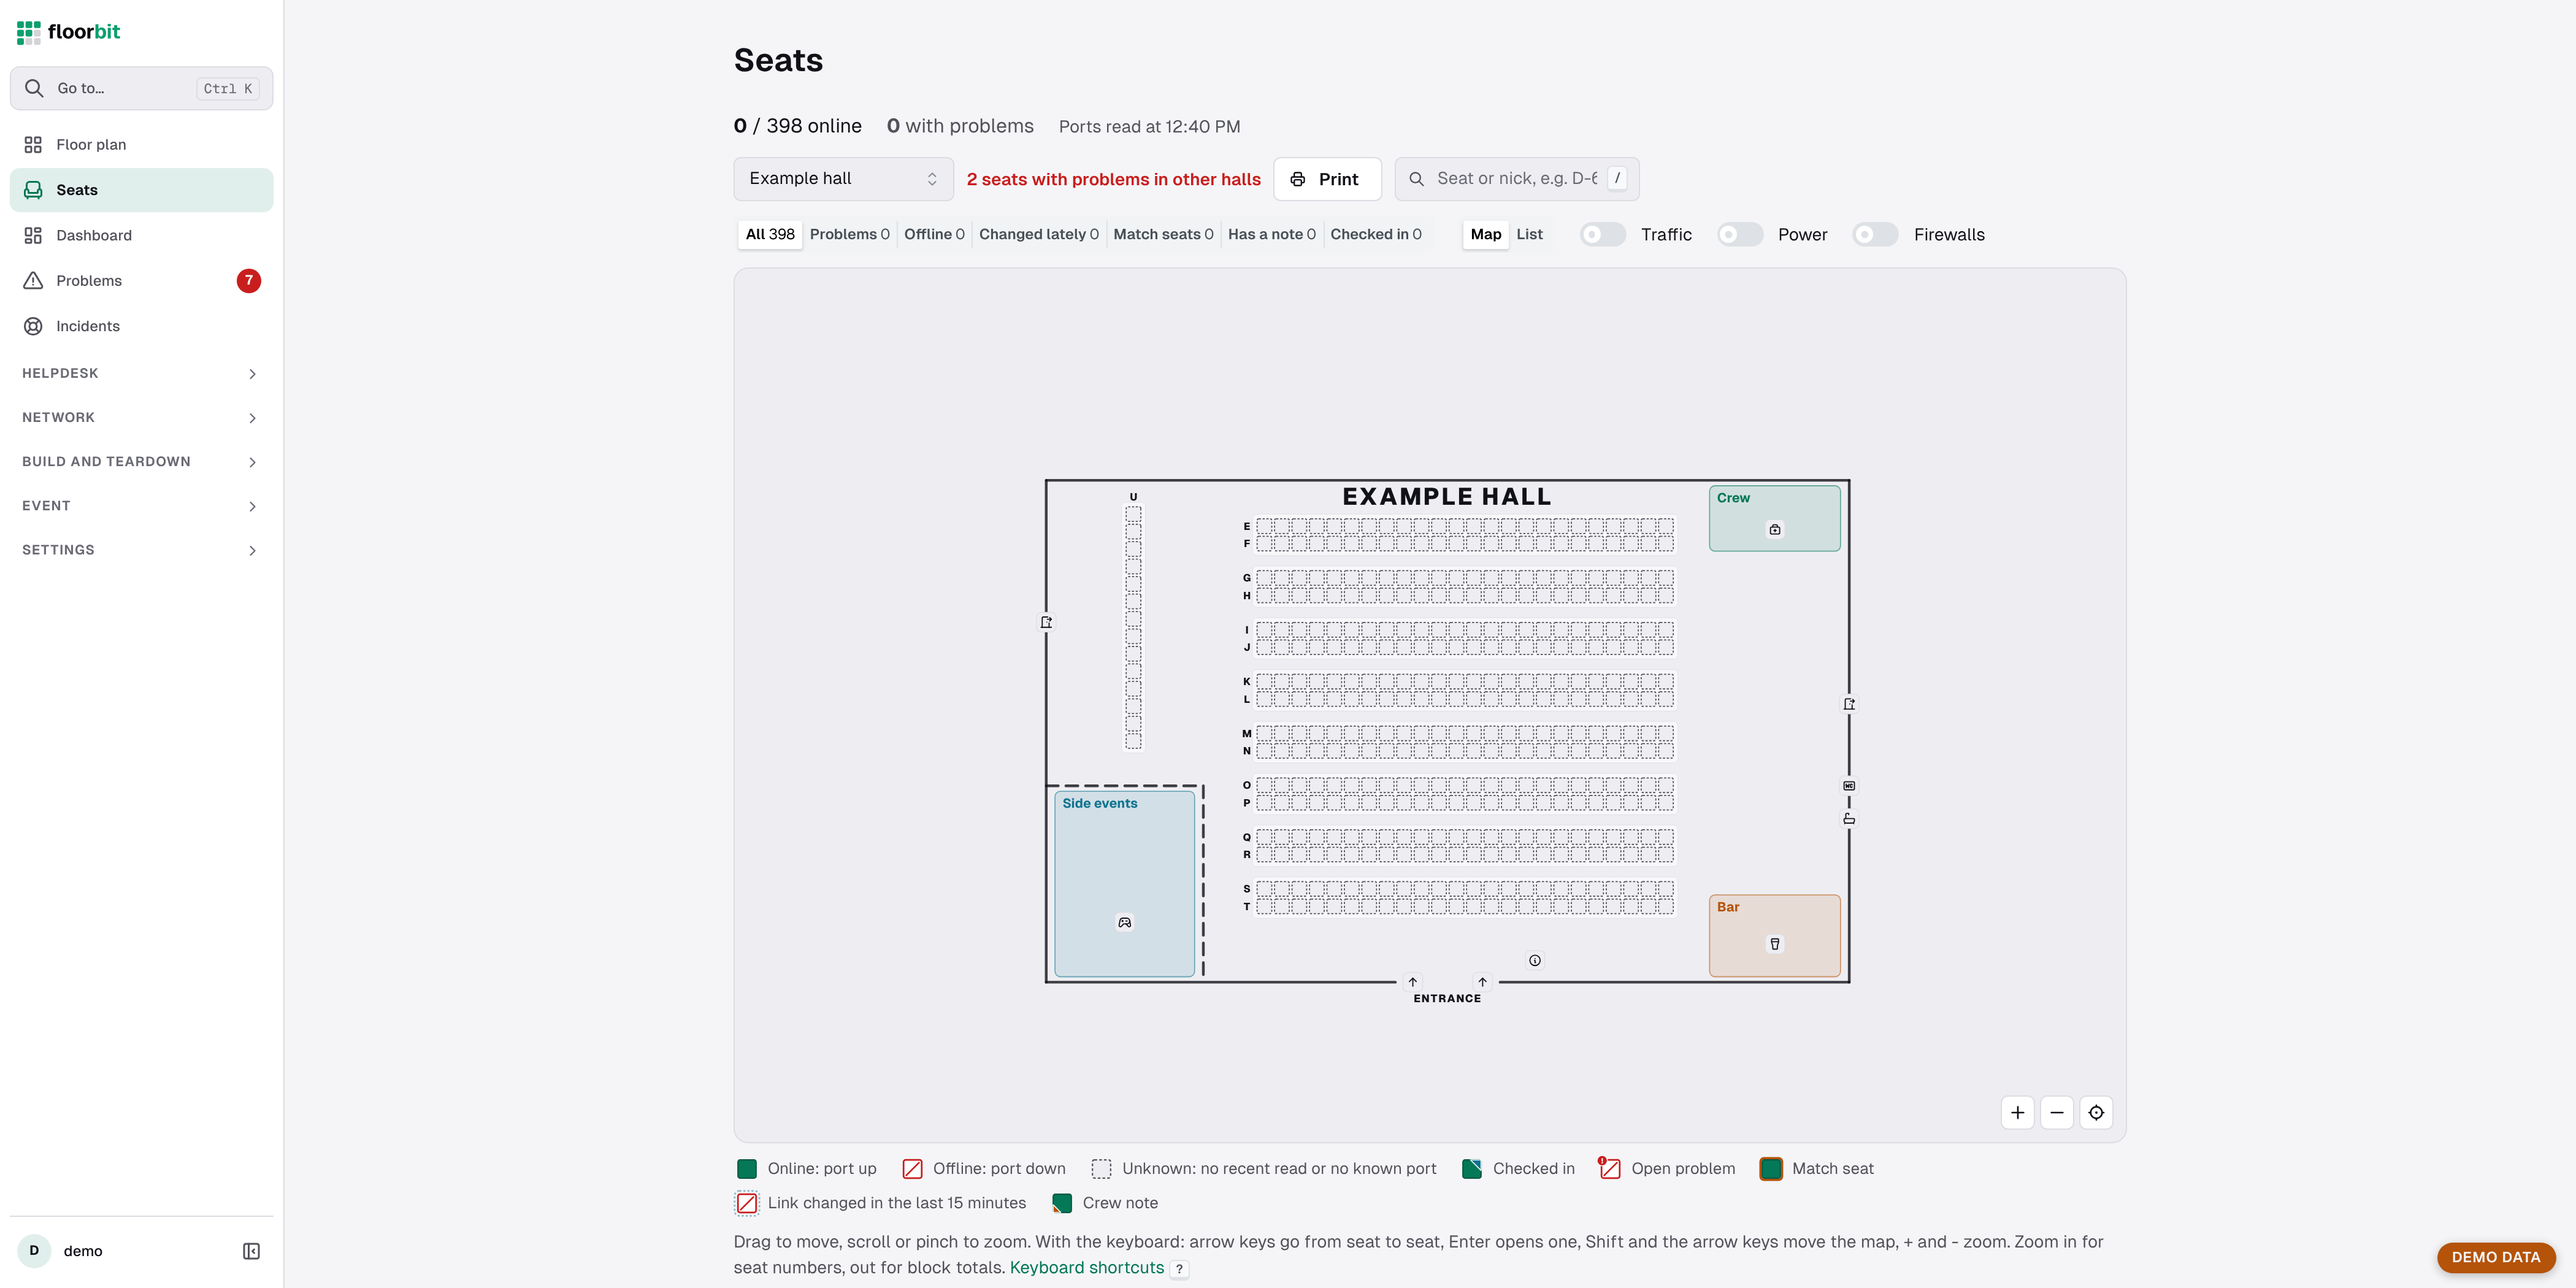 floorbit
Go to... Ctrl K
Floor plan
Seats
Dashboard
Problems 7
Incidents
HELPDESK
NETWORK
BUILD AND TEARDOWN
EVENT
SETTINGS
D demo
Seats
0 / 398 online 0 with problems Ports read at 12:40 PM
Example hall 2 seats with problems in other halls Print Seat or nick, e.g. D-6 /
All 398 Problems 0 Offline 0 Changed lately 0 Match seats 0 Has a note 0 Checked in 0 Map List Traffic Power Firewalls
EXAMPLE HALL
U
Crew
E
F
G
H
I
J
K
L
M
N
O
P
Q
R
S
T
WC
Side events
Bar
ENTRANCE
Online: port up Offline: port down Unknown: no recent read or no known port Checked in Open problem Match seat
Link changed in the last 15 minutes Crew note
Drag to move, scroll or pinch to zoom. With the keyboard: arrow keys go from seat to seat, Enter opens one, Shift and the arrow keys move the map, + and - zoom. Zoom in for
seat numbers, out for block totals. Keyboard shortcuts ?
DEMO DATA